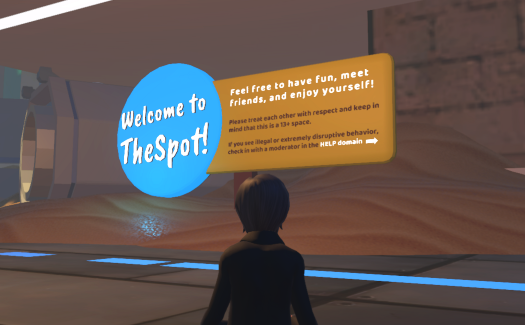 Welcome to
TheSpot!
Feel free to have fun, meet
friends, and enjoy yourself!
Please treat each other with respect and keep in
mind that this is a 13+ space.
If you see illegal or extremely disruptive behavior,
check in with a moderator in the HELP domain